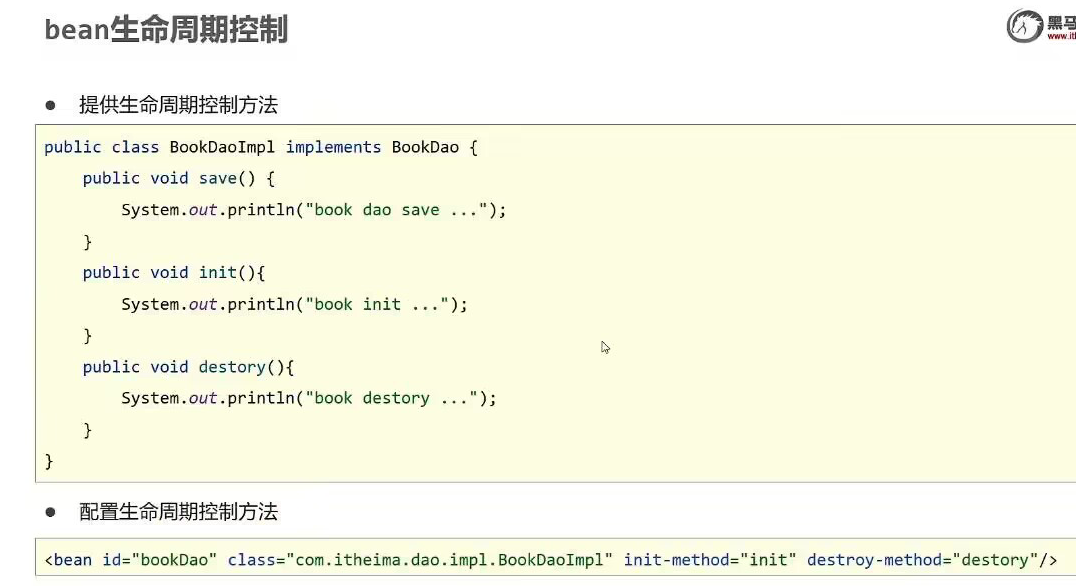 bean生命周期控制
黑马
www.it
● 提供生命周期控制方法
public class BookDaoImpl implements BookDao {
    public void save() {
        System.out.println("book dao save ...");
    }
    public void init(){
        System.out.println("book init ...");
    }
    public void destory(){
        System.out.println("book destory ...");
    }
}
● 配置生命周期控制方法
<bean id="bookDao" class="com.itheima.dao.impl.BookDaoImpl" init-method="init" destroy-method="destory"/>